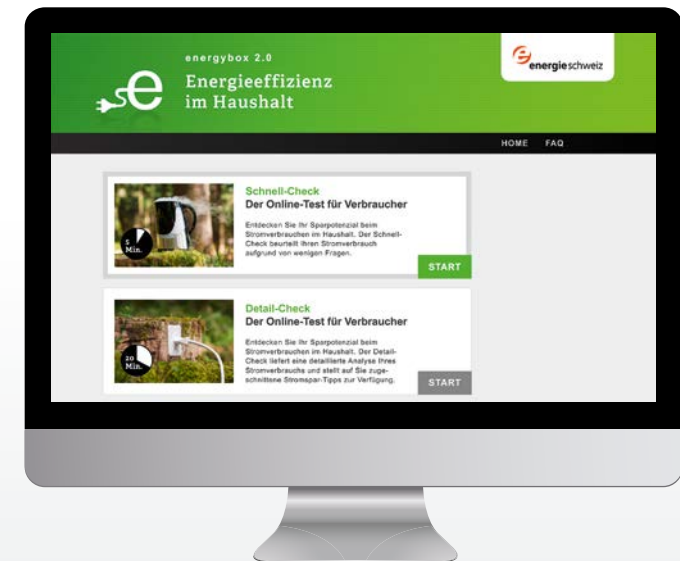 energybox 2.0
Energieeffizienz
im Haushalt
energieschweiz
HOME FAQ
5
Min.
Schnell-Check
Der Online-Test für Verbraucher
Entdecken Sie Ihr Sparpotenzial beim
Stromverbrauchen im Haushalt. Der Schnell-
Check beurteilt Ihren Stromverbrauch
aufgrund von wenigen Fragen.
START
20
Min.
Detail-Check
Der Online-Test für Verbraucher
Entdecken Sie Ihr Sparpotenzial beim
Stromverbrauchen im Haushalt. Der Detail-
Check liefert eine detaillierte Analyse Ihres
Stromverbrauchs und stellt auf Sie zuge-
schnittene Stromspar-Tipps zur Verfügung.
START